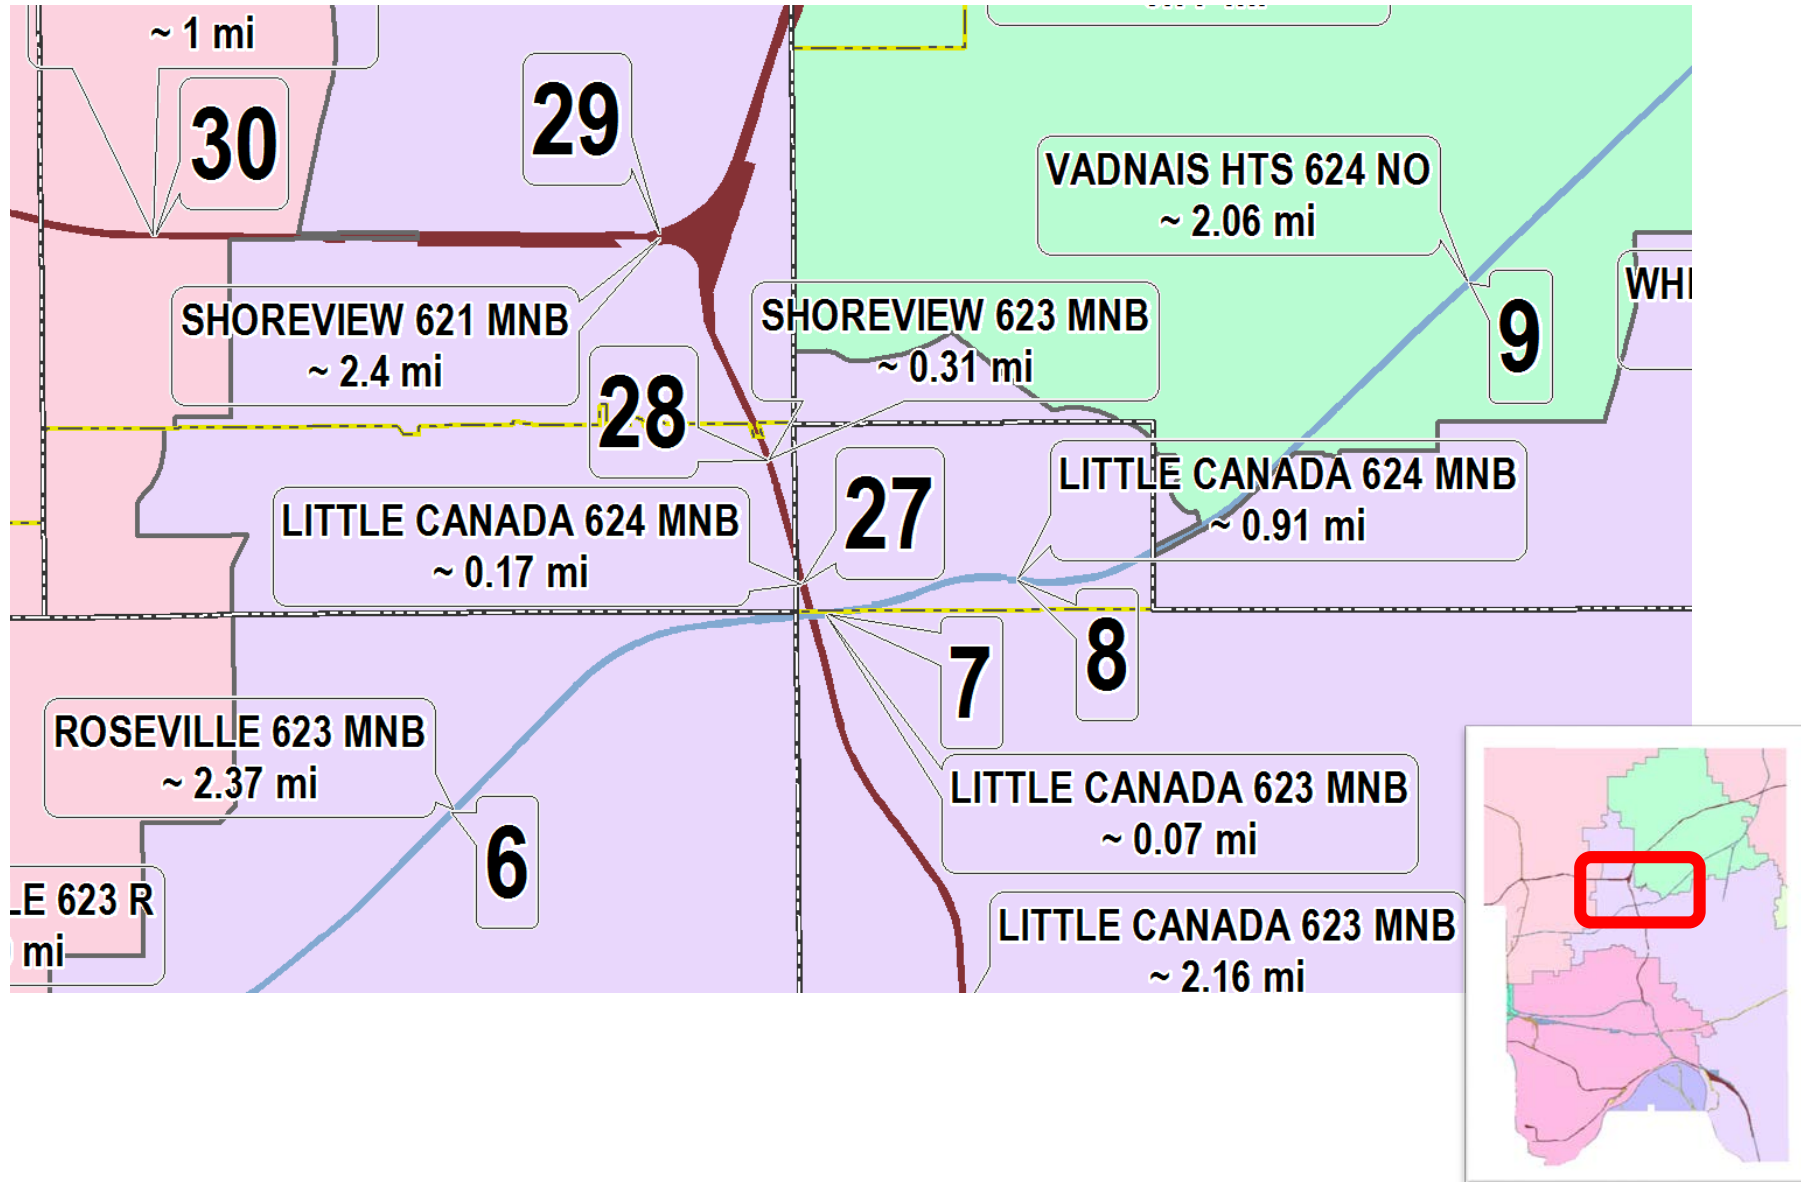 ~ 1 mi
30
29
VADNAIS HTS 624 NO
~ 2.06 mi
9
SHOREVIEW 621 MNB
~ 2.4 mi
SHOREVIEW 623 MNB
~ 0.31 mi
28
27
LITTLE CANADA 624 MNB
~ 0.91 mi
LITTLE CANADA 624 MNB
~ 0.17 mi
7
8
ROSEVILLE 623 MNB
~ 2.37 mi
6
LITTLE CANADA 623 MNB
~ 0.07 mi
LE 623 R
mi
LITTLE CANADA 623 MNB
~ 2.16 mi